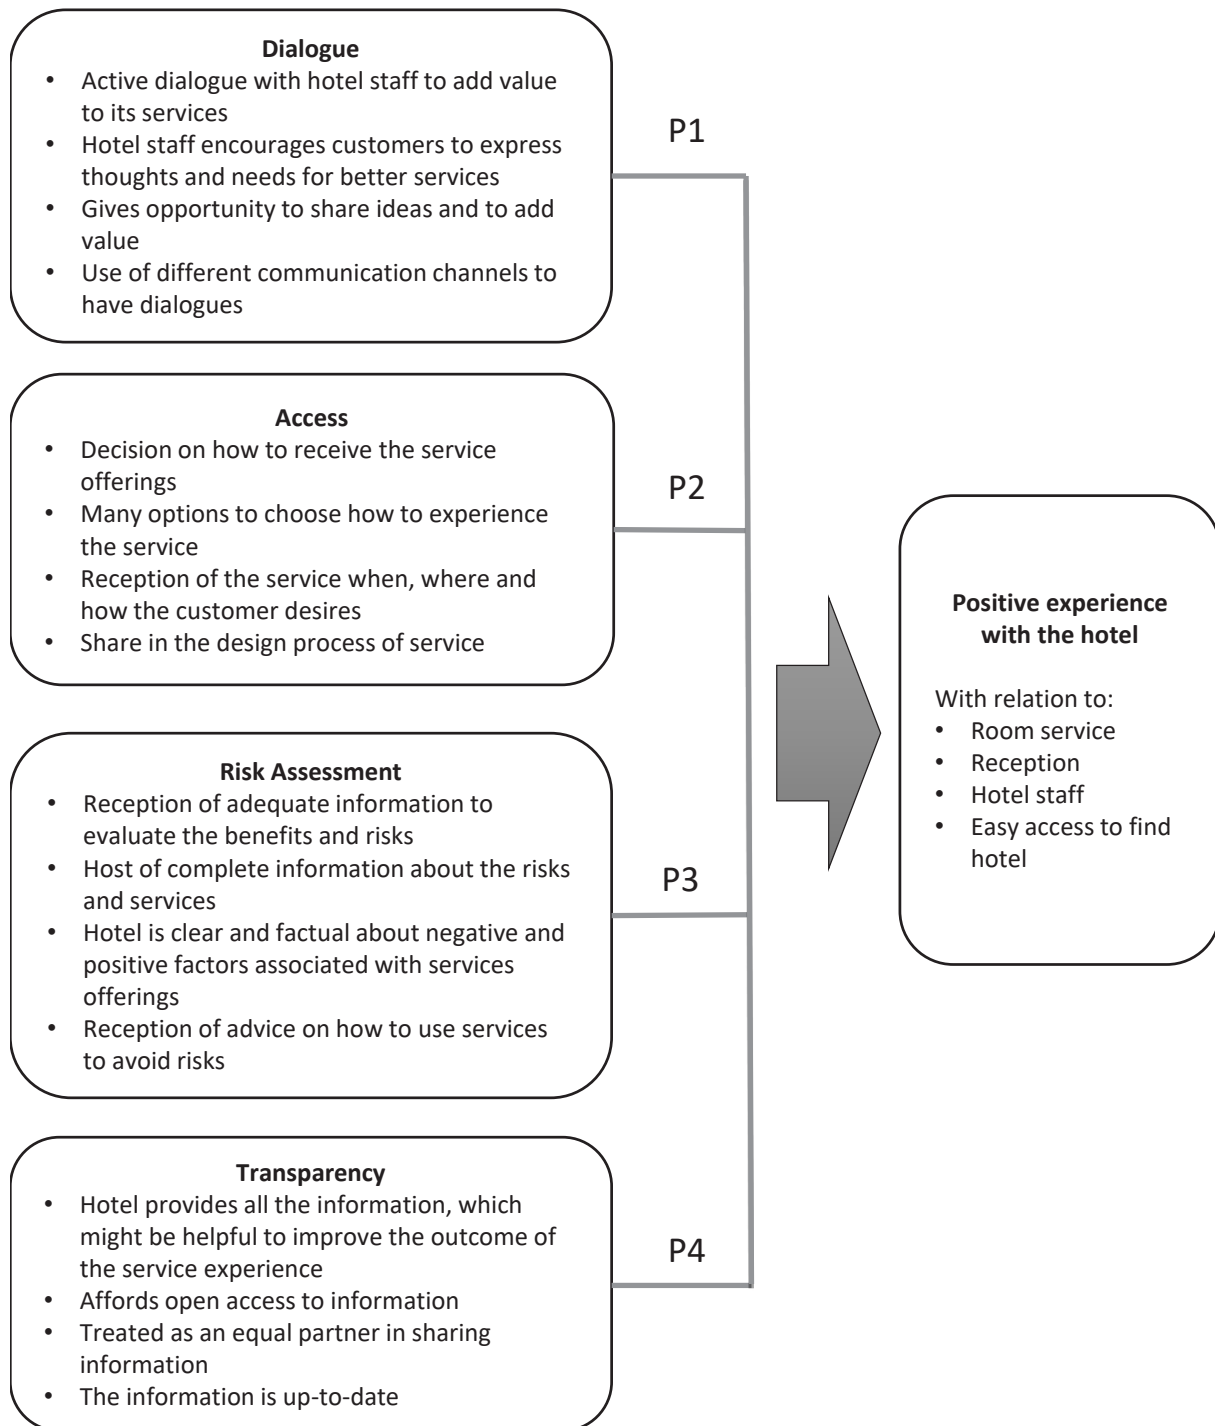 Dialogue
• Active dialogue with hotel staff to add value
to its services
• Hotel staff encourages customers to express
thoughts and needs for better services
• Gives opportunity to share ideas and to add
value
• Use of different communication channels to
have dialogues
P1
Access
• Decision on how to receive the service
offerings
• Many options to choose how to experience
the service
• Reception of the service when, where and
how the customer desires
• Share in the design process of service
P2
Risk Assessment
• Reception of adequate information to
evaluate the benefits and risks
• Host of complete information about the risks
and services
• Hotel is clear and factual about negative and
positive factors associated with services
offerings
• Reception of advice on how to use services
to avoid risks
P3
Transparency
• Hotel provides all the information, which
might be helpful to improve the outcome of
the service experience
• Affords open access to information
• Treated as an equal partner in sharing
information
• The information is up-to-date
P4
Positive experience
with the hotel
With relation to:
• Room service
• Reception
• Hotel staff
• Easy access to find
hotel